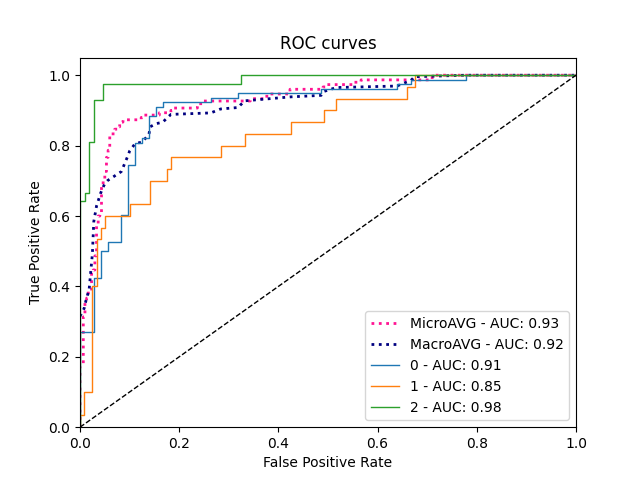 ROC curves
True Positive Rate
1.0
0.8
0.6
0.4
0.2
0.0
0.0 0.2 0.4 0.6 0.8 1.0
False Positive Rate
MicroAVG - AUC: 0.93
MacroAVG - AUC: 0.92
0 - AUC: 0.91
1 - AUC: 0.85
2 - AUC: 0.98